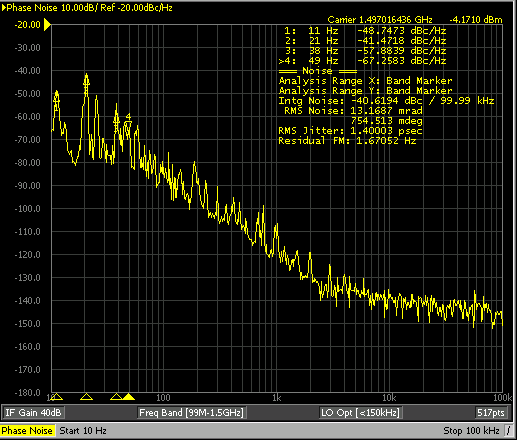 Phase Noise 10.00dB/ Ref -20.00dBc/Hz
Carrier 1.497016436 GHz -4.1710 dBm
1: 11 Hz -48.7473 dBc/Hz
2: 21 Hz -41.4718 dBc/Hz
3: 38 Hz -57.8839 dBc/Hz
>4: 49 Hz -67.2583 dBc/Hz
=== Noise ===
Analysis Range X: Band Marker
Analysis Range Y: Band Marker
Intg Noise: -40.6194 dBc / 99.99 kHz
RMS Noise: 13.1687 mrad
754.513 mdeg
RMS Jitter: 1.40003 psec
Residual FM: 1.67052 Hz
-20.00
-30.00
-40.00
-50.00
-60.00
-70.00
-80.00
-90.00
-100.0
-110.0
-120.0
-130.0
-140.0
-150.0
-160.0
-170.0
-180.0
4
10 100 1k 10k 100k
IF Gain 40dB Freq Band [99M-1.5GHz] LO Opt [<150kHz] 517pts
Phase Noise Start 10 Hz Stop 100 kHz